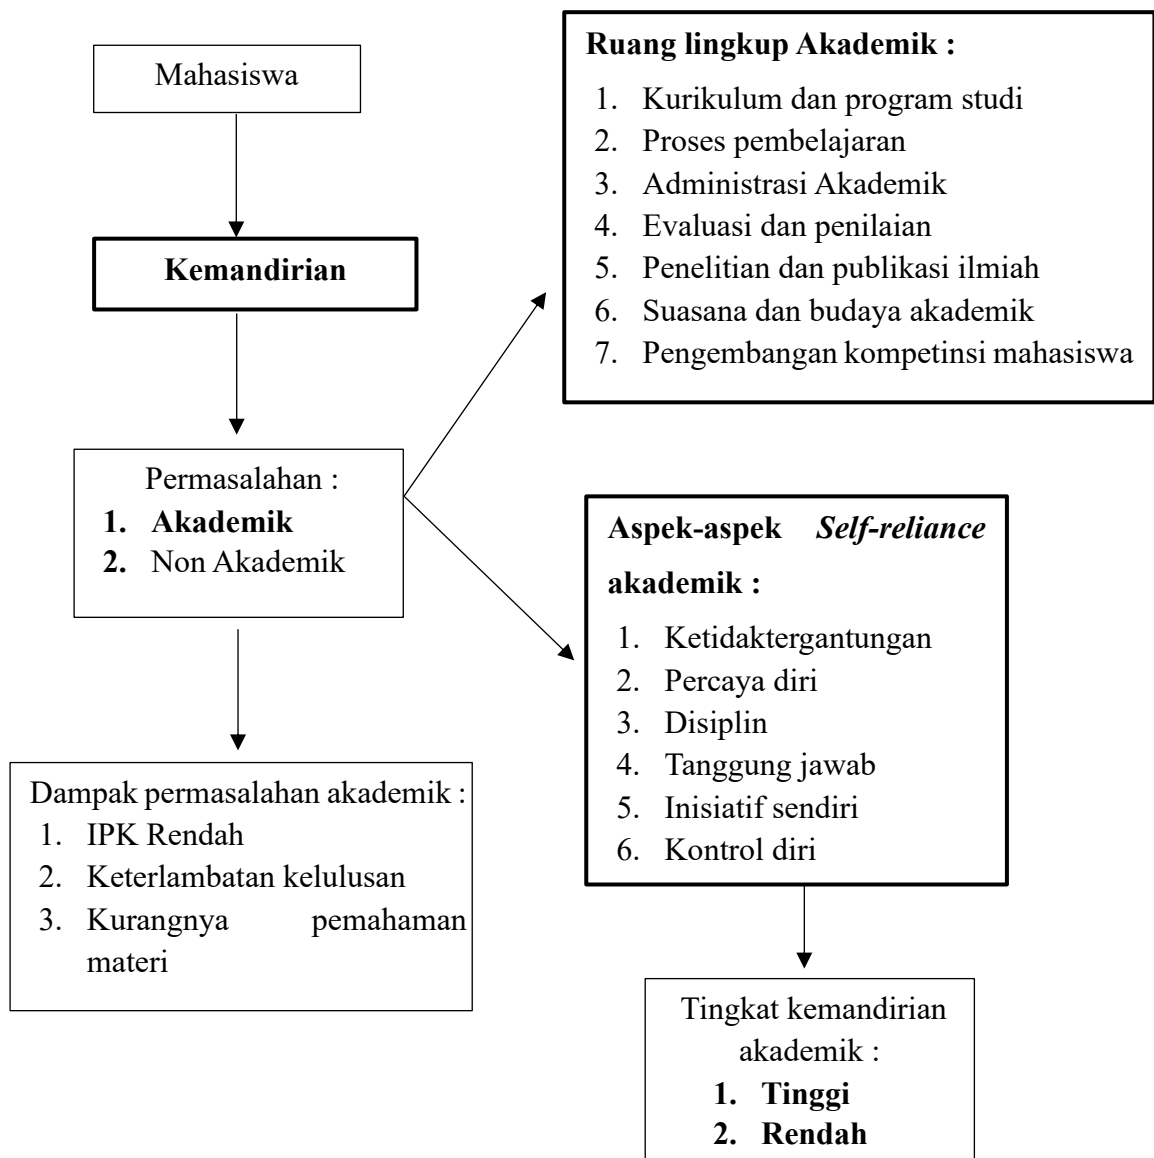 Mahasiswa
Kemandirian
Permasalahan :
1. Akademik
2. Non Akademik
Dampak permasalahan akademik :
1. IPK Rendah
2. Keterlambatan kelulusan
3. Kurangnya pemahaman
materi
Ruang lingkup Akademik :
1. Kurikulum dan program studi
2. Proses pembelajaran
3. Administrasi Akademik
4. Evaluasi dan penilaian
5. Penelitian dan publikasi ilmiah
6. Suasana dan budaya akademik
7. Pengembangan kompetinsi mahasiswa
Aspek-aspek Self-reliance
akademik :
1. Ketidaktergantungan
2. Percaya diri
3. Disiplin
4. Tanggung jawab
5. Inisiatif sendiri
6. Kontrol diri
Tingkat kemandirian
akademik :
1. Tinggi
2. Rendah